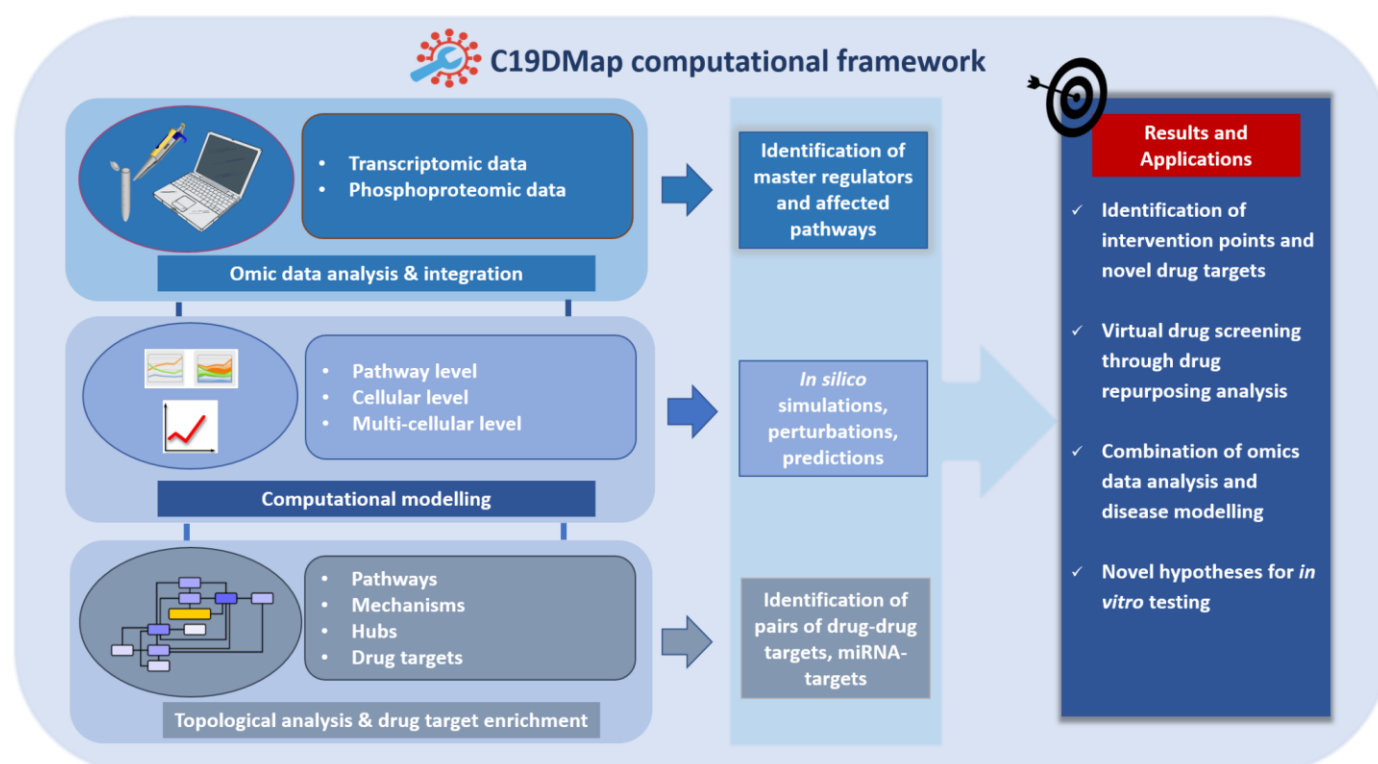 C19DMap computational framework
• Transcriptomic data
• Phosphoproteomic data
Omic data analysis & integration
Identification of
master regulators
and affected
pathways
• Pathway level
• Cellular level
• Multi-cellular level
Computational modelling
In silico
simulations,
perturbations,
predictions
• Pathways
• Mechanisms
• Hubs
• Drug targets
Topological analysis & drug target enrichment
Identification of
pairs of drug-drug
targets, miRNA-
targets
Results and
Applications
✓ Identification of
intervention points and
novel drug targets
✓ Virtual drug screening
through drug
repurposing analysis
✓ Combination of omics
data analysis and
disease modelling
✓ Novel hypotheses for in
vitro testing